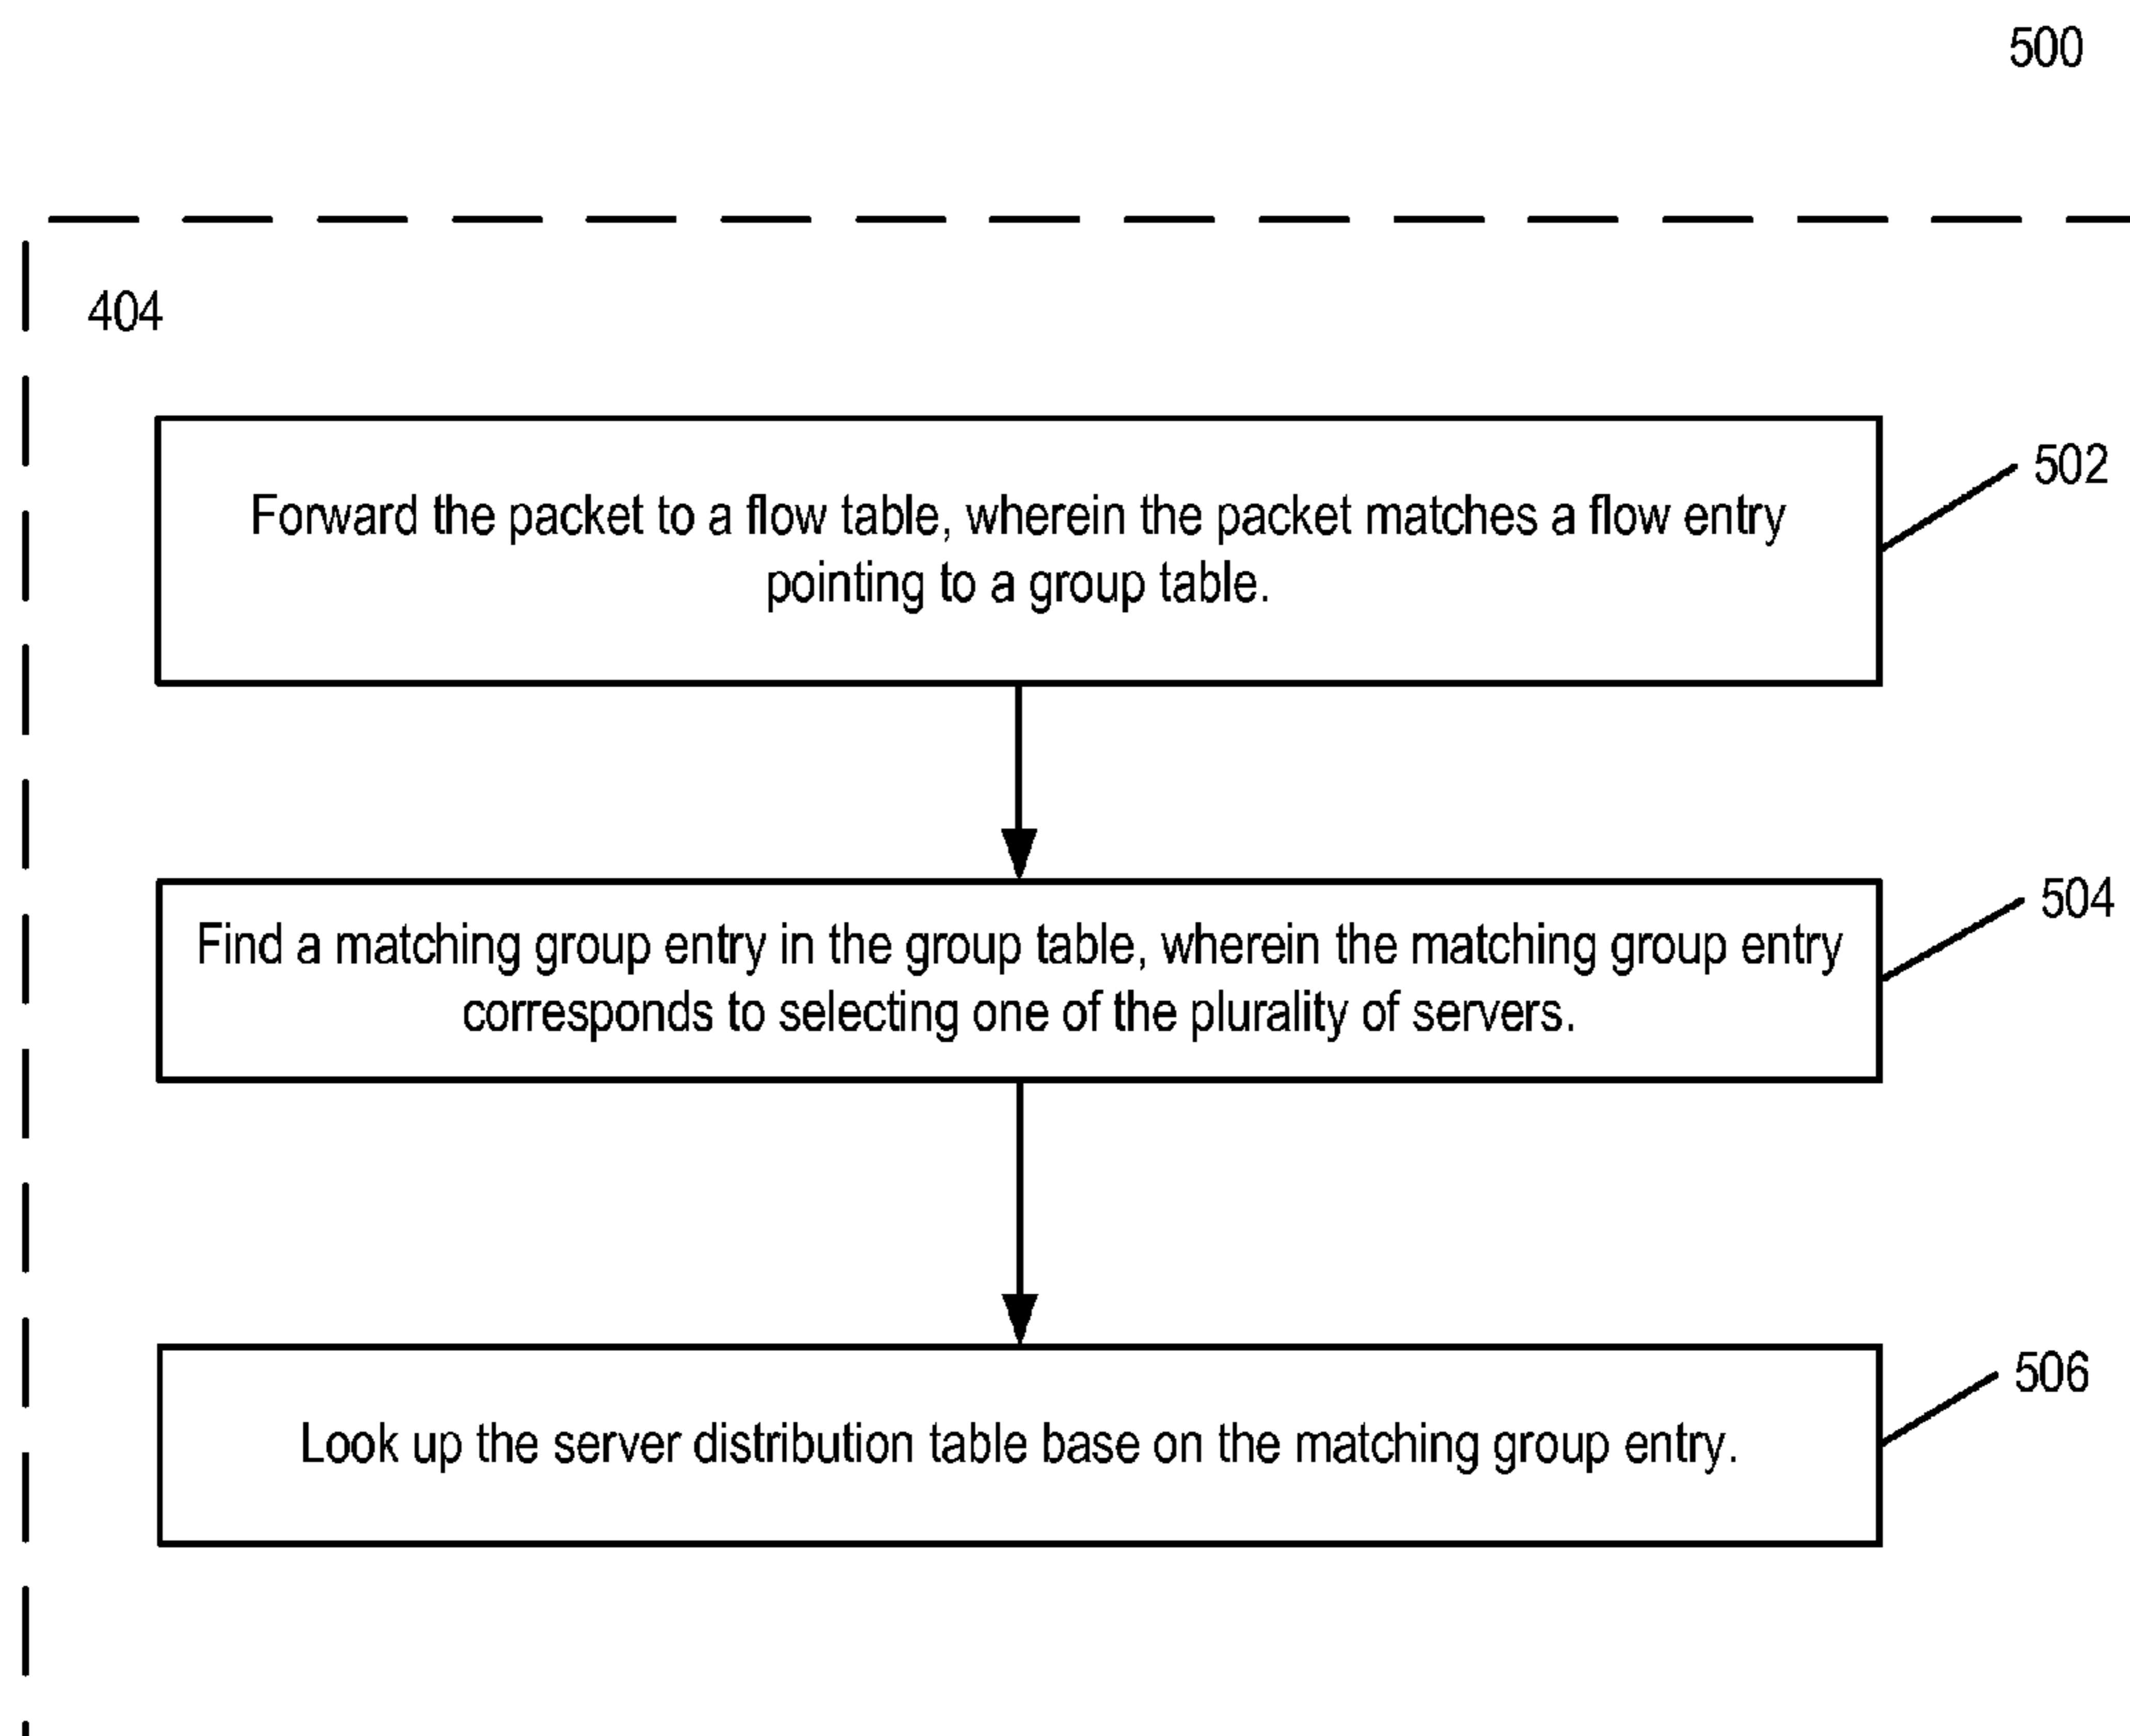 500
404
502
Forward the packet to a flow table, wherein the packet matches a flow entry
pointing to a group table.
504
Find a matching group entry in the group table, wherein the matching group entry
corresponds to selecting one of the plurality of servers.
506
Look up the server distribution table base on the matching group entry.